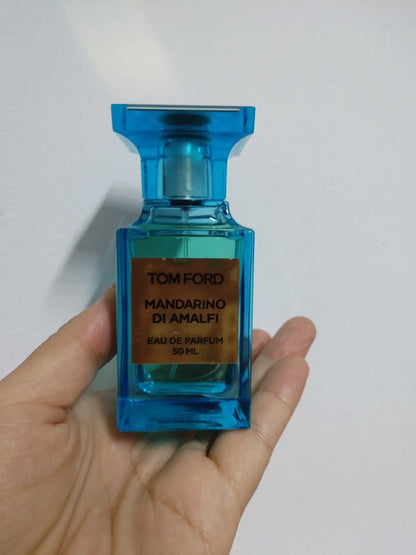 TOM FORD
MANDARINO
DI AMALFI
EAU DE PARFUM
50 ML